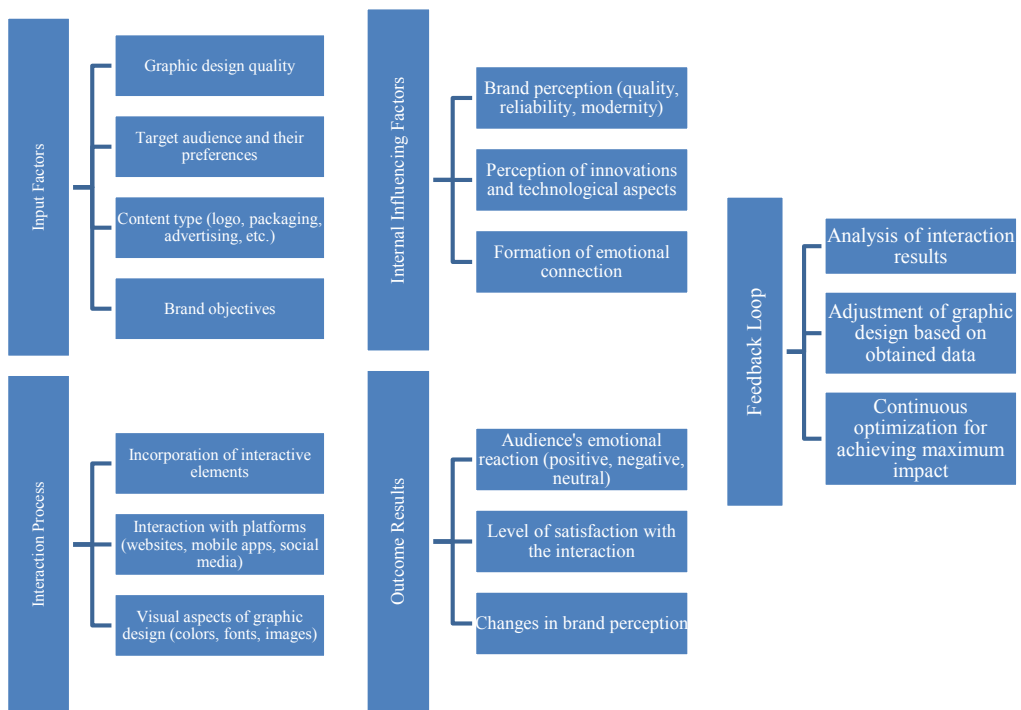 Input Factors
Graphic design quality
Target audience and their
preferences
Content type (logo, packaging,
advertising, etc.)
Brand objectives
Internal Influencing Factors
Brand perception (quality,
reliability, modernity)
Perception of innovations
and technological aspects
Formation of emotional
connection
Interaction Process
Incorporation of interactive
elements
Interaction with platforms
(websites, mobile apps, social
media)
Visual aspects of graphic
design (colors, fonts, images)
Outcome Results
Audience's emotional
reaction (positive, negative,
neutral)
Level of satisfaction with
the interaction
Changes in brand perception
Feedback Loop
Analysis of interaction
results
Adjustment of graphic
design based on
obtained data
Continuous
optimization for
achieving maximum
impact